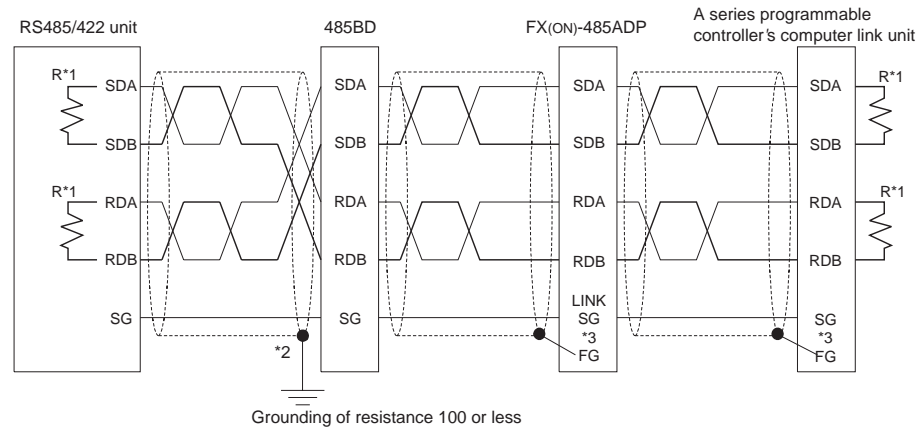 RS485/422 unit
485BD
FX(ON)-485ADP
A series programmable
controller's computer link unit
R*1
SDA
SDA
SDA
SDA
R*1
SDB
SDB
SDB
SDB
R*1
RDA
RDA
RDA
RDA
R*1
RDB
RDB
RDB
RDB
LINK
SG
SG
SG
SG
*2
*3
*3
FG
FG
Grounding of resistance 100 or less